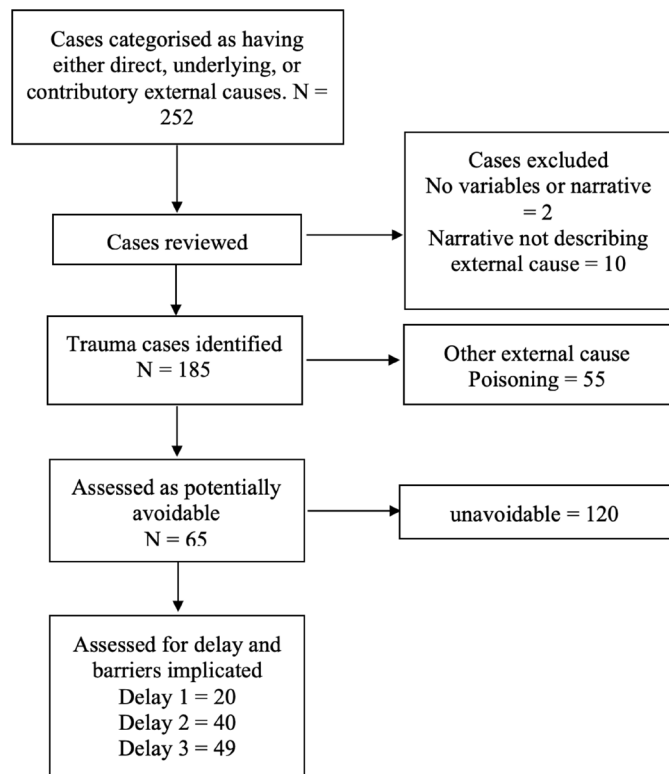 Cases categorised as having
either direct, underlying, or
contributory external causes. N =
252
Cases excluded
No variables or narrative
= 2
Narrative not describing
external cause = 10
Cases reviewed
Trauma cases identified
N = 185
Other external cause
Poisoning = 55
Assessed as potentially
avoidable
N = 65
unavoidable = 120
Assessed for delay and
barriers implicated
Delay 1 = 20
Delay 2 = 40
Delay 3 = 49